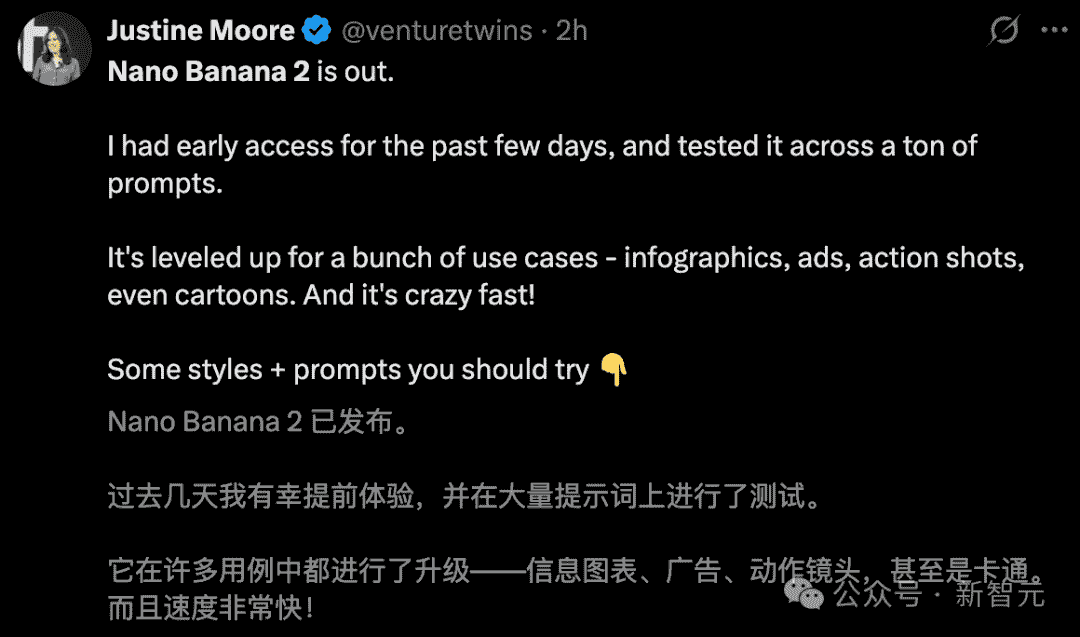 Justine Moore @venturetwins · 2h
Nano Banana 2 is out.
I had early access for the past few days, and tested it across a ton of
prompts.
It's leveled up for a bunch of use cases - infographics, ads, action shots,
even cartoons. And it's crazy fast!
Some styles + prompts you should try 👇
Nano Banana 2 已发布。
过去几天我有幸提前体验，并在大量提示词上进行了测试。
它在许多用例中都进行了升级——信息图表、广告、动作镜头，甚至是卡通。
而且速度非常快！
公众号 · 新智元